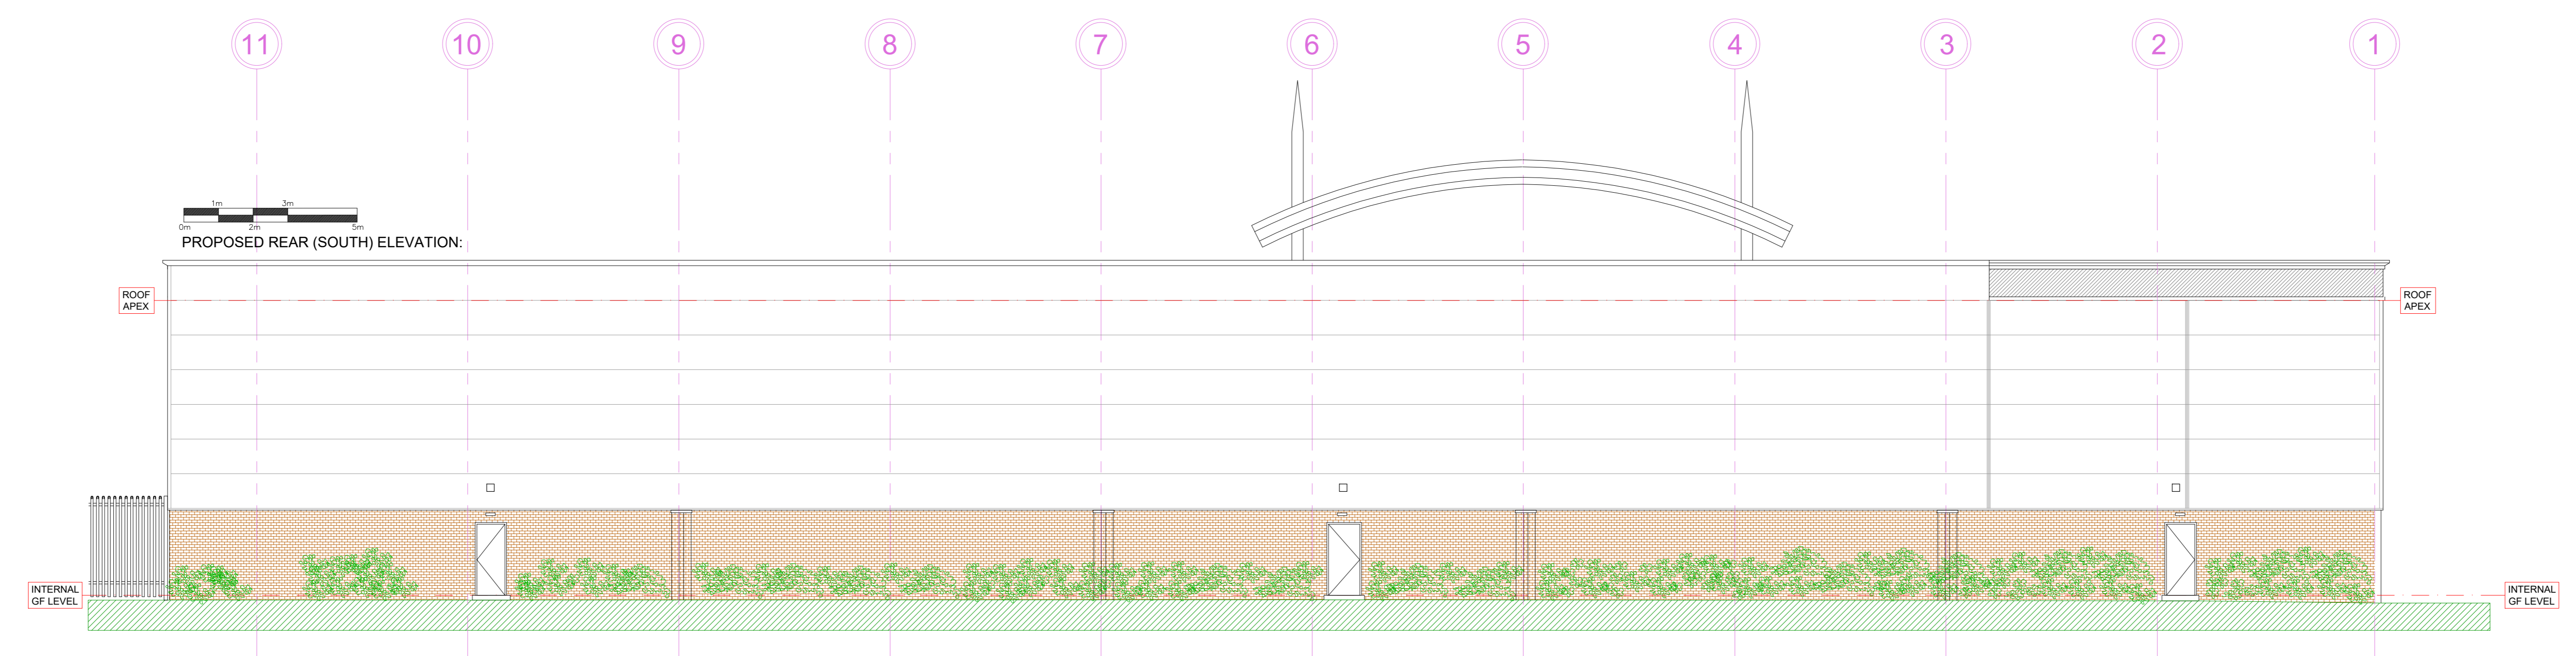 11 10 9 8 7 6 5 4 3 2 1
1m 3m
0m 2m 5m
PROPOSED REAR (SOUTH) ELEVATION:
ROOF
APEX
ROOF
APEX
INTERNAL
GF LEVEL
INTERNAL
GF LEVEL